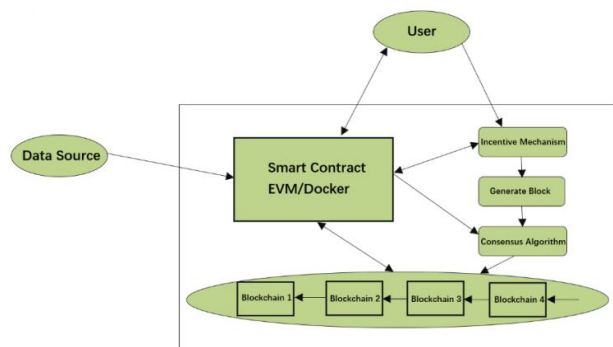 User
Data Source
Smart Contract
EVM/Docker
Incentive Mechanism
Generate Block
Consensus Algorithm
Blockchain 1
Blockchain 2
Blockchain 3
Blockchain 4